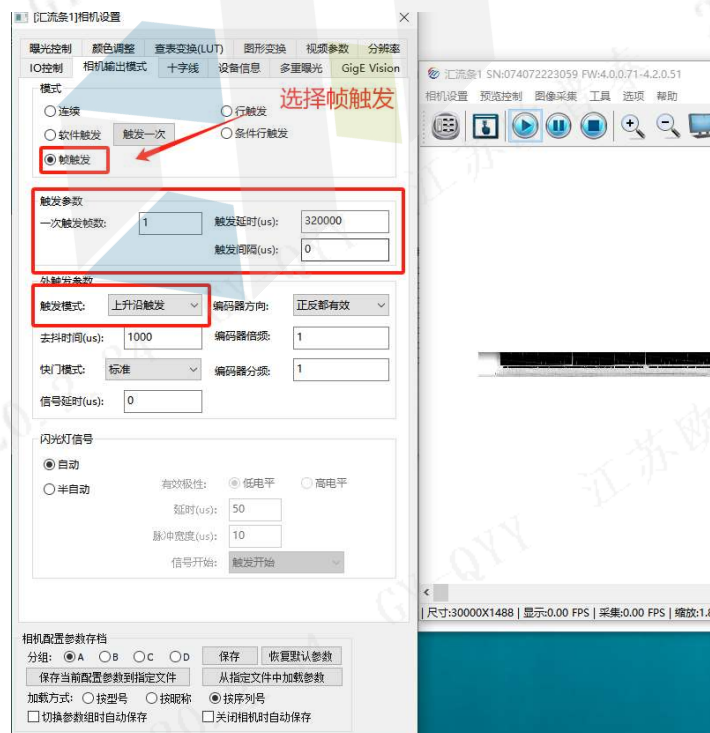 [汇流条1]相机设置
曝光控制 颜色调整 查表变换(LUT) 图形变换 视频参数 分辨率
IO控制 相机输出模式 十字线 设备信息 多重曝光 GigE Vision
模式
选择帧触发
连续 行触发
软件触发 触发一次 条件行触发
帧触发
触发参数
一次触发帧数: 1 触发延时(us): 320000
触发间隔(us): 0
外触发参数
触发模式: 上升沿触发 编码器方向: 正反都有效
去抖时间(us): 1000 编码器倍频: 1
快门模式: 标准 编码器分频: 1
信号延时(us): 0
闪光灯信号
自动
半自动 有效极性: 低电平 高电平
延时(us): 50
脉冲宽度(us): 10
信号开始: 触发开始
相机配置参数存档
分组: A B C D 保存 恢复默认参数
保存当前配置参数到指定文件 从指定文件中加载参数
加载方式: 按型号 按昵称 按序列号
切换参数组时自动保存 关闭相机时自动保存
汇流条1 SN:074072223059 FW:4.0.0.71-4.2.0.51
相机设置 预览控制 图像采集 工具 选项 帮助
尺寸:30000X1488 | 显示:0.00 FPS | 采集:0.00 FPS | 缩放:1.8